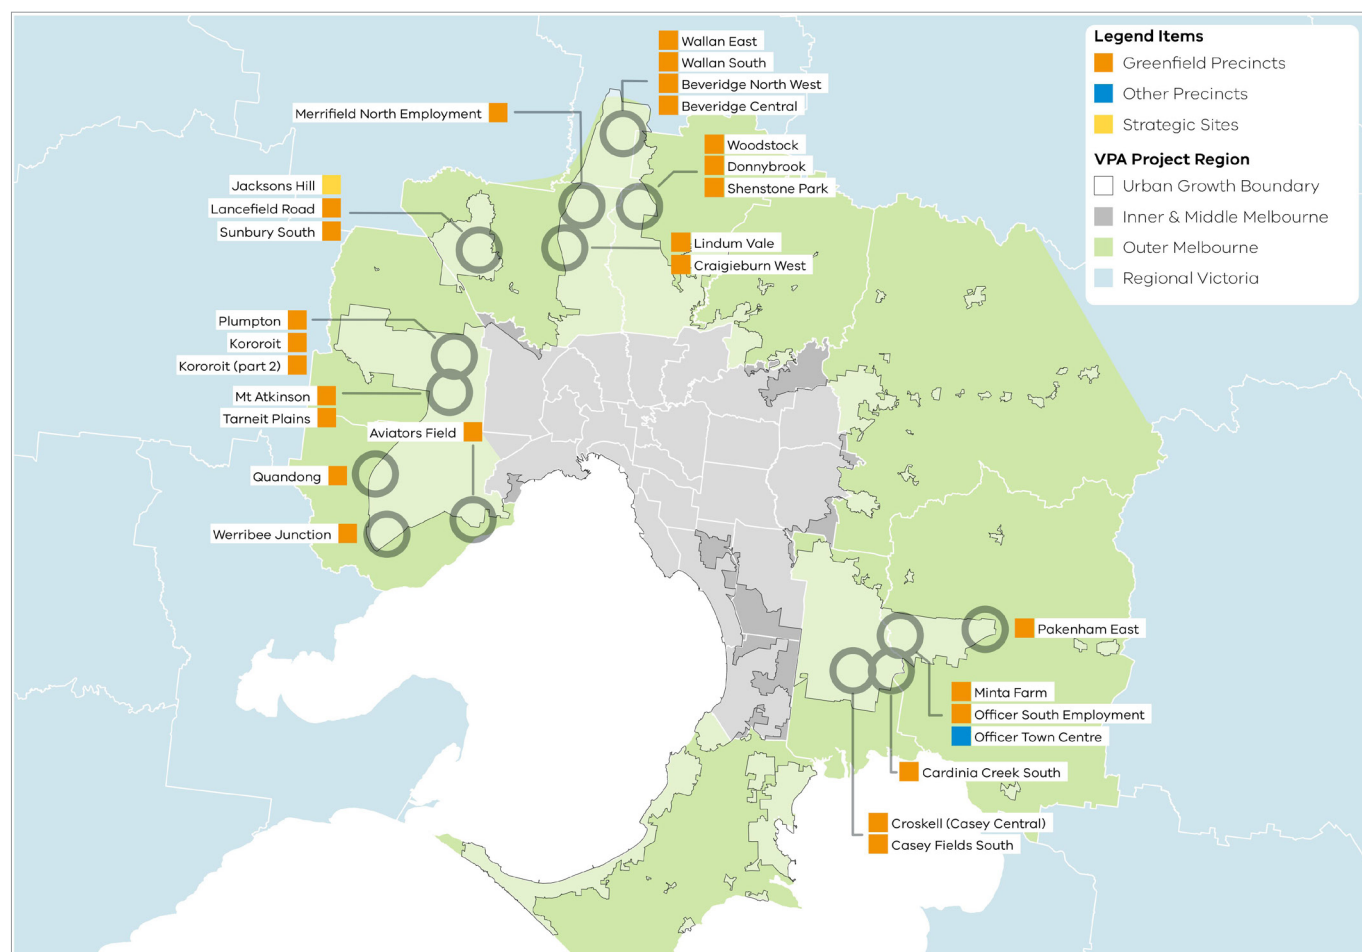 Wallan East
Wallan South
Beveridge North West
Beveridge Central
Merrifield North Employment
Woodstock
Donnybrook
Shenstone Park
Jacksons Hill
Lancefield Road
Sunbury South
Lindum Vale
Craigieburn West
Plumpton
Kororoit
Kororoit (part 2)
Mt Atkinson
Tarneit Plains
Aviators Field
Quandong
Werribee Junction
Pakenham East
Minta Farm
Officer South Employment
Officer Town Centre
Cardinia Creek South
Croskell (Casey Central)
Casey Fields South
Legend Items
Greenfield Precincts
Other Precincts
Strategic Sites
VPA Project Region
Urban Growth Boundary
Inner & Middle Melbourne
Outer Melbourne
Regional Victoria